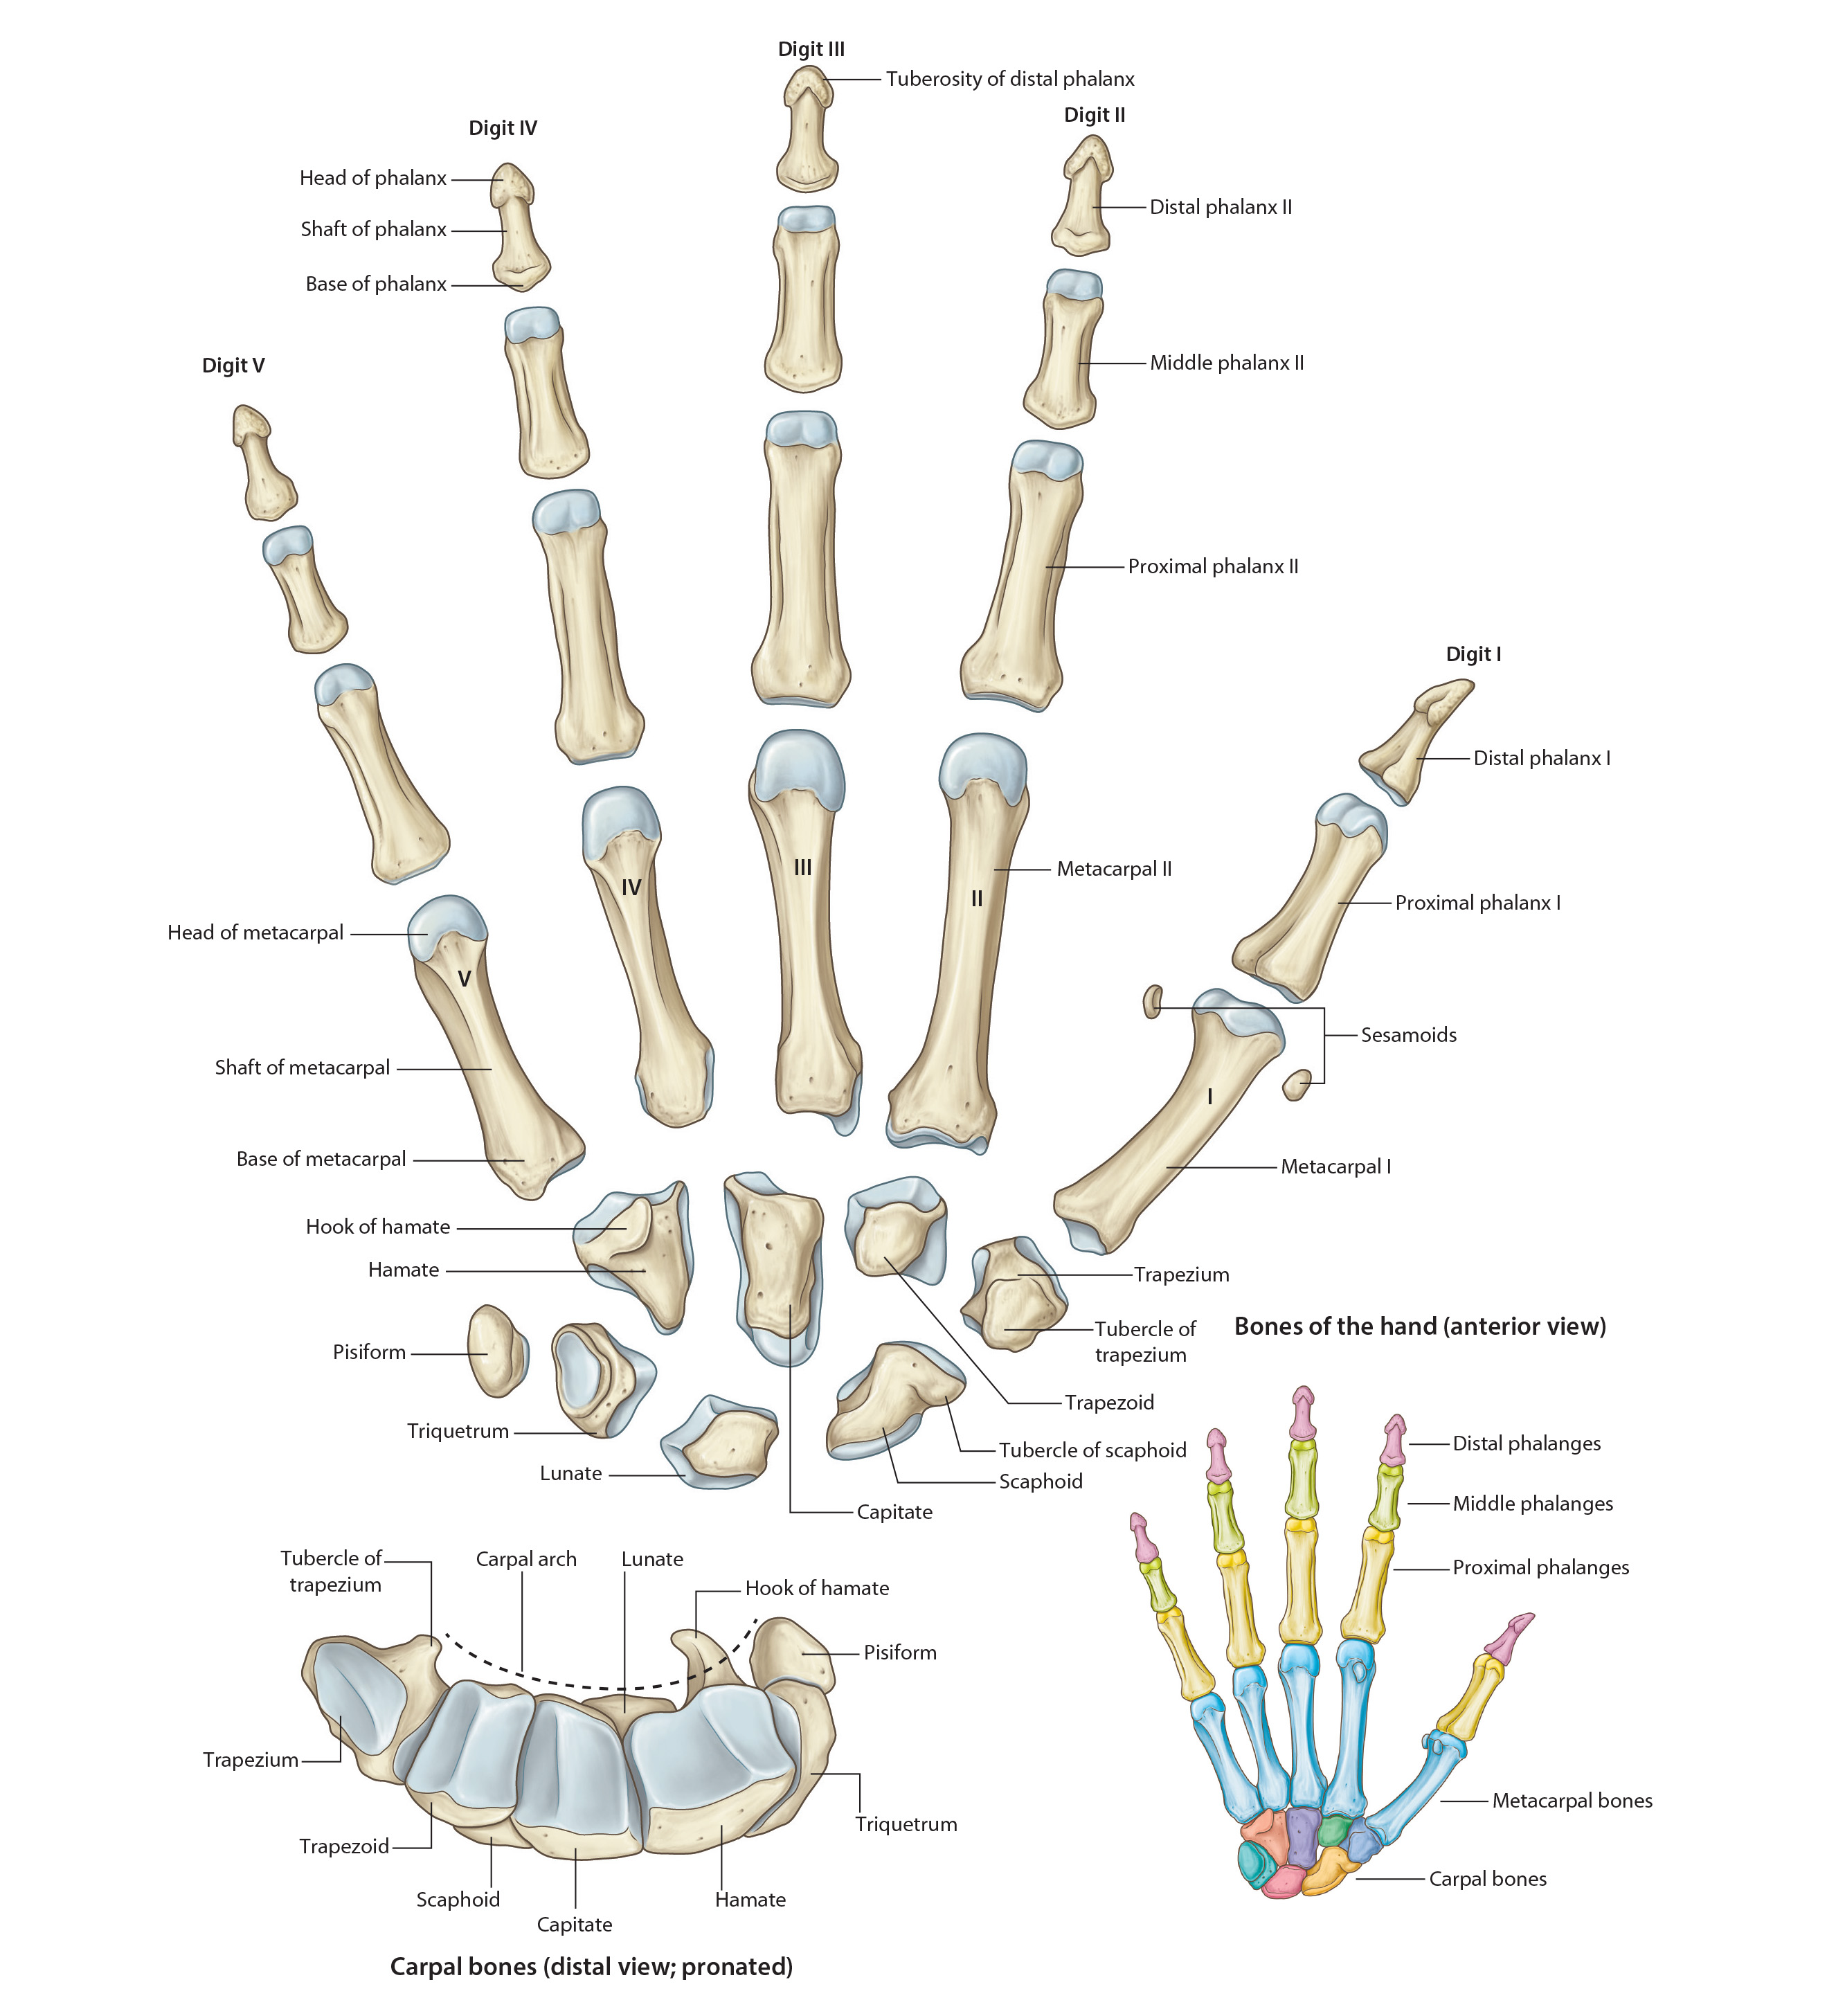 Digit III
Tuberosity of distal phalanx
Digit II
Digit IV
Head of phalanx
Distal phalanx II
Shaft of phalanx
Base of phalanx
Digit V
Middle phalanx II
Proximal phalanx II
Digit I
Distal phalanx I
III
Metacarpal II
IV
II
Proximal phalanx I
Head of metacarpal
V
Sesamoids
Shaft of metacarpal
I
Base of metacarpal
Metacarpal I
Hook of hamate
Hamate
Trapezium
Tubercle of
trapezium
Bones of the hand (anterior view)
Pisiform
Trapezoid
Triquetrum
Tubercle of scaphoid
Lunate
Scaphoid
Capitate
Distal phalanges
Middle phalanges
Proximal phalanges
Metacarpal bones
Carpal bones
Tubercle of
trapezium
Carpal arch
Lunate
Hook of hamate
Pisiform
Trapezium
Triquetrum
Trapezoid
Scaphoid
Hamate
Capitate
Carpal bones (distal view; pronated)